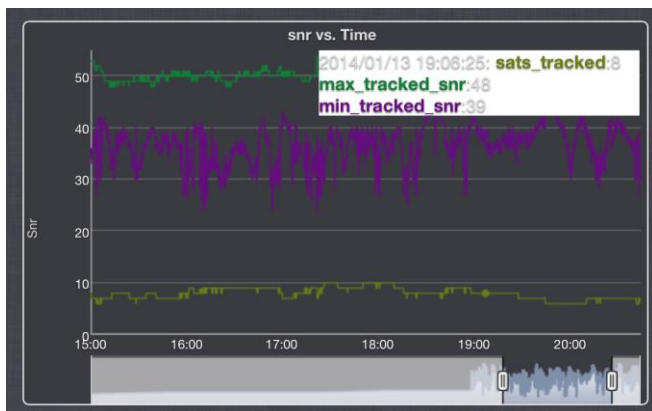 snr vs. Time
2014/01/13 19:06:25: sats_tracked:8
max_tracked_snr:48
min_tracked_snr:39
50
40
30
20
10
0
Snr
15:00 16:00 17:00 18:00 19:00 20:00